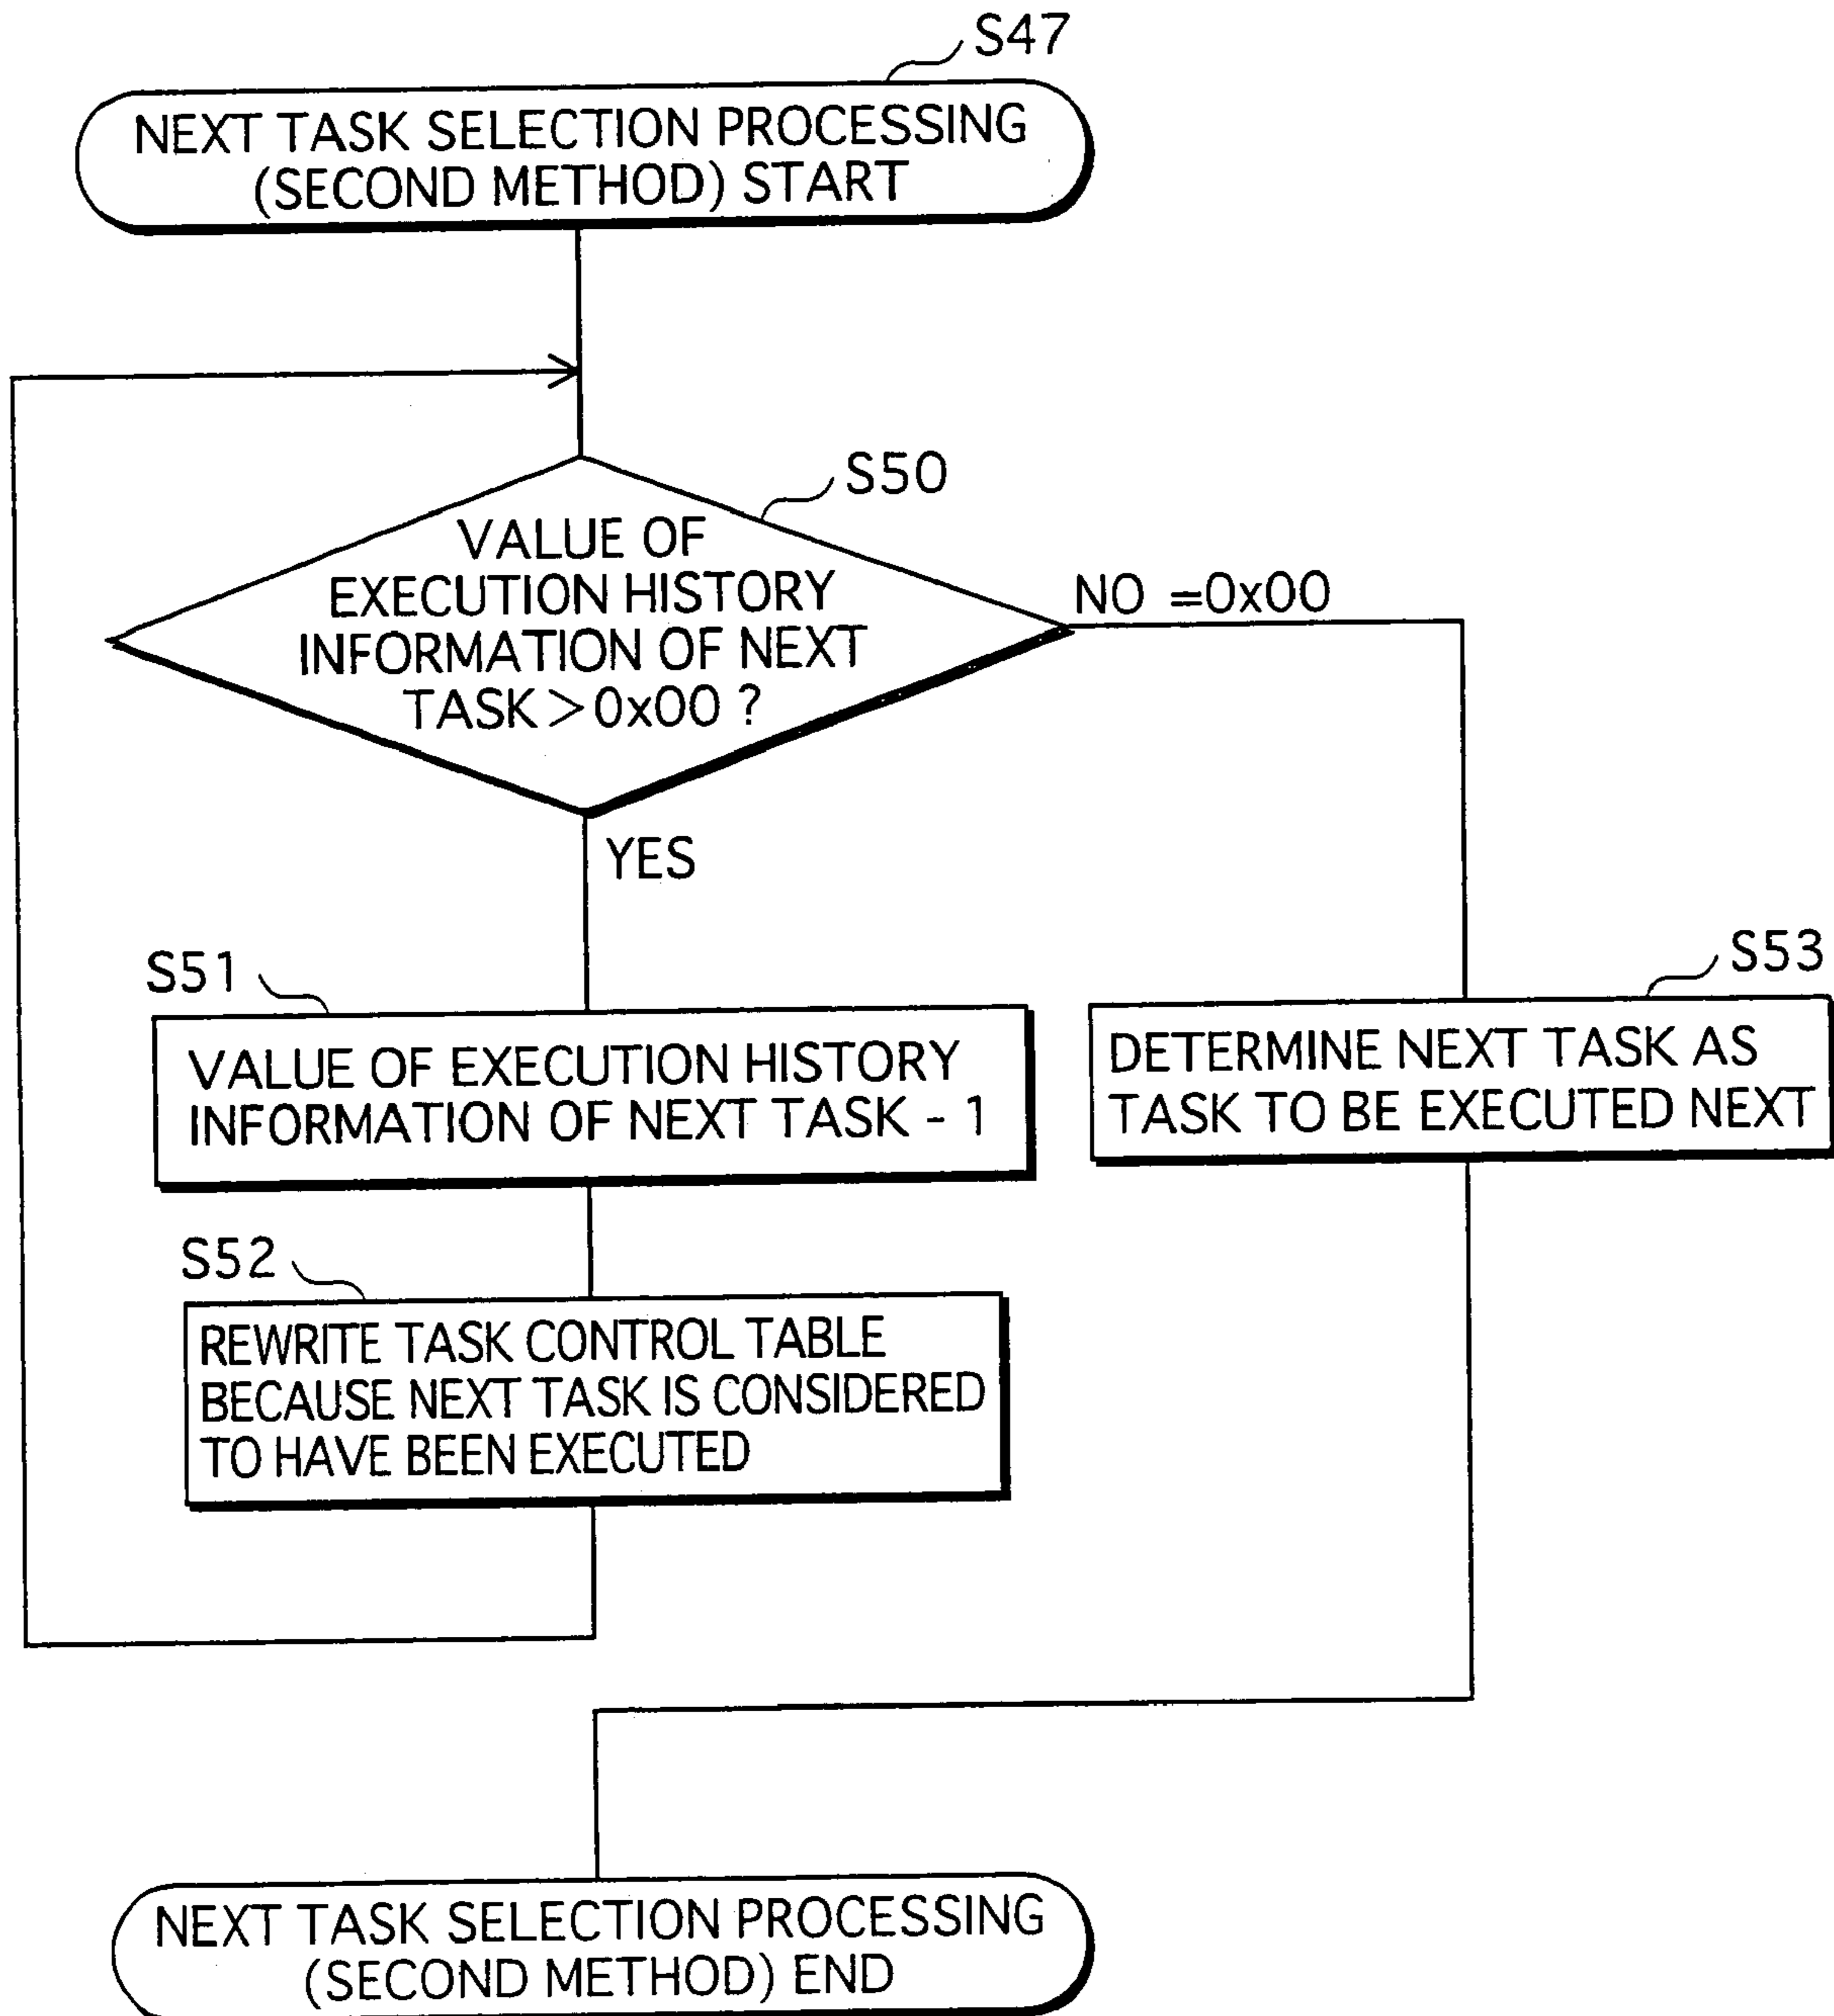 S47
NEXT TASK SELECTION PROCESSING
(SECOND METHOD) START
S50
VALUE OF
EXECUTION HISTORY
INFORMATION OF NEXT
TASK > 0x00 ?
NO =0x00
YES
S51
VALUE OF EXECUTION HISTORY
INFORMATION OF NEXT TASK - 1
S53
DETERMINE NEXT TASK AS
TASK TO BE EXECUTED NEXT
S52
REWRITE TASK CONTROL TABLE
BECAUSE NEXT TASK IS CONSIDERED
TO HAVE BEEN EXECUTED
NEXT TASK SELECTION PROCESSING
(SECOND METHOD) END